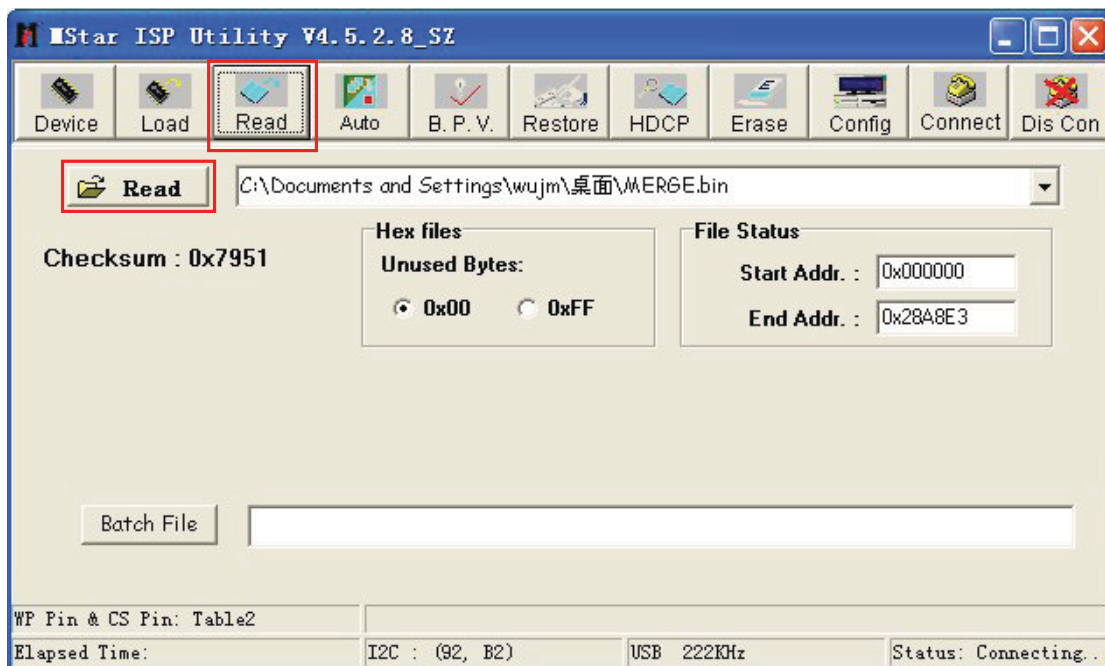 MStar ISP Utility V4.5.2.8_SZ
Device Load Read Auto B. P. V. Restore HDCP Erase Config Connect Dis Con
Read C:\Documents and Settings\wujm\桌面\MERGE.bin
Checksum : 0x7951
Hex files
Unused Bytes:
0x00 0xFF
File Status
Start Addr. : 0x000000
End Addr. : 0x28A8E3
Batch File
WP Pin & CS Pin: Table2
Elapsed Time: I2C : (92, B2) USB 222KHz Status: Connecting..